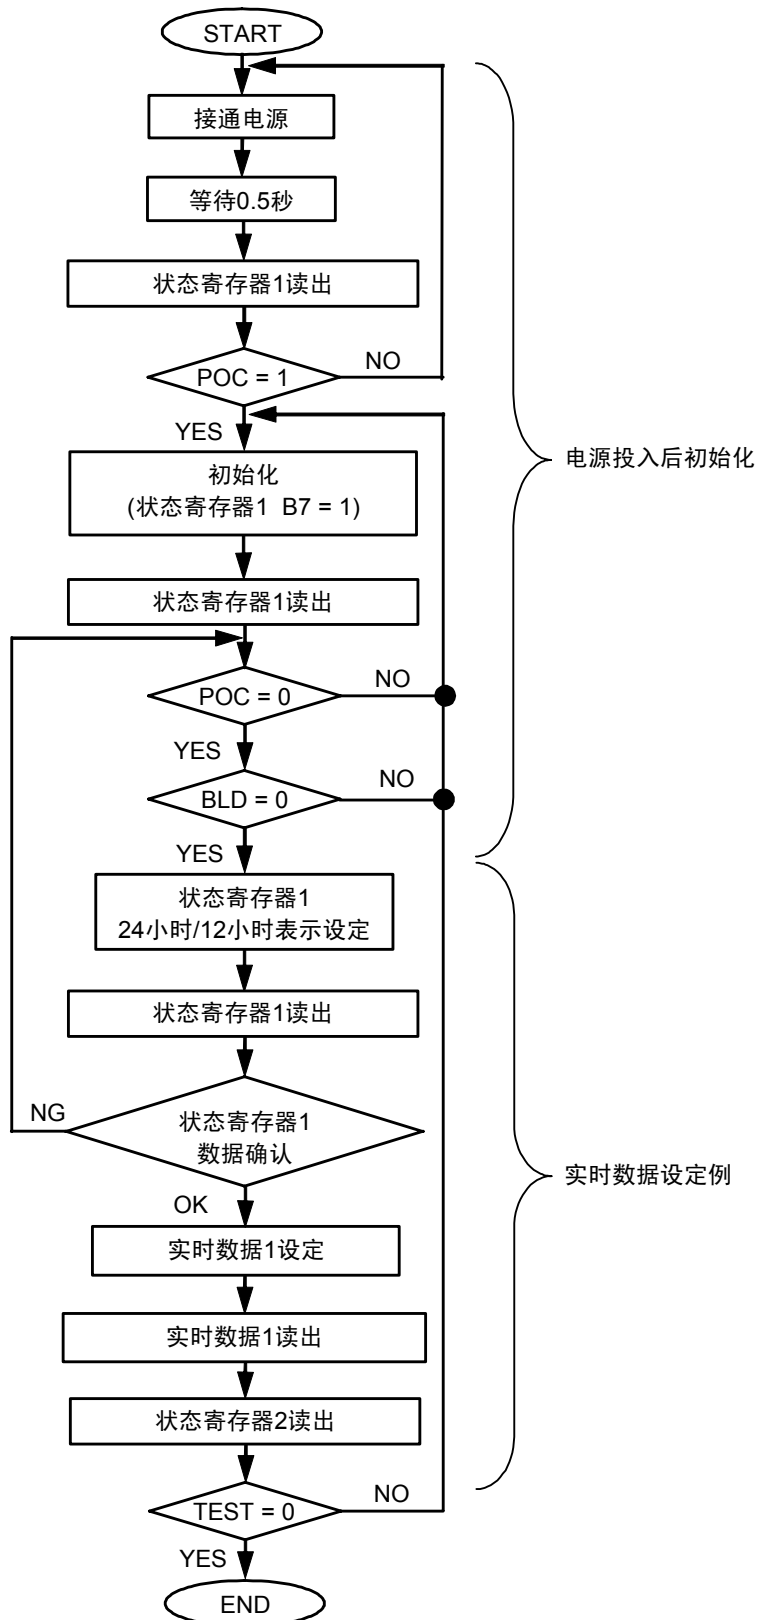 START
接通电源
等待0.5秒
状态寄存器1读出
POC = 1
NO
YES
初始化
(状态寄存器1 B7 = 1)
电源投入后初始化
状态寄存器1读出
POC = 0
NO
YES
BLD = 0
NO
YES
状态寄存器1
24小时/12小时表示设定
状态寄存器1读出
NG
状态寄存器1
数据确认
OK
实时数据设定例
实时数据1设定
实时数据1读出
状态寄存器2读出
TEST = 0
NO
YES
END